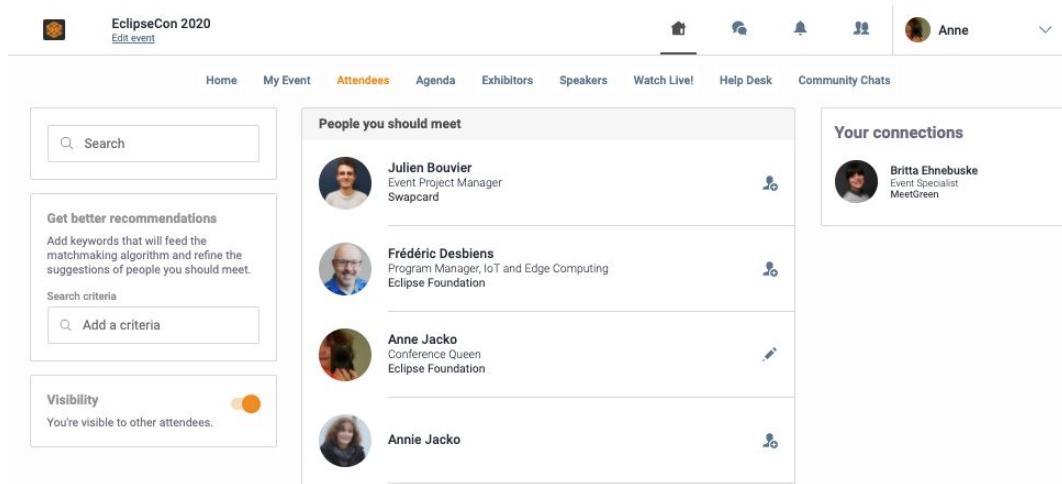 EclipseCon 2020
Edit event
Anne
Home My Event Attendees Agenda Exhibitors Speakers Watch Live! Help Desk Community Chats
Search
Get better recommendations
Add keywords that will feed the
matchmaking algorithm and refine the
suggestions of people you should meet.
Search criteria
Add a criteria
Visibility
You're visible to other attendees.
People you should meet
Julien Bouvier
Event Project Manager
Swapcard
Frédéric Desbiens
Program Manager, IoT and Edge Computing
Eclipse Foundation
Anne Jacko
Conference Queen
Eclipse Foundation
Annie Jacko
Your connections
Britta Ehnebuske
Event Specialist
MeetGreen